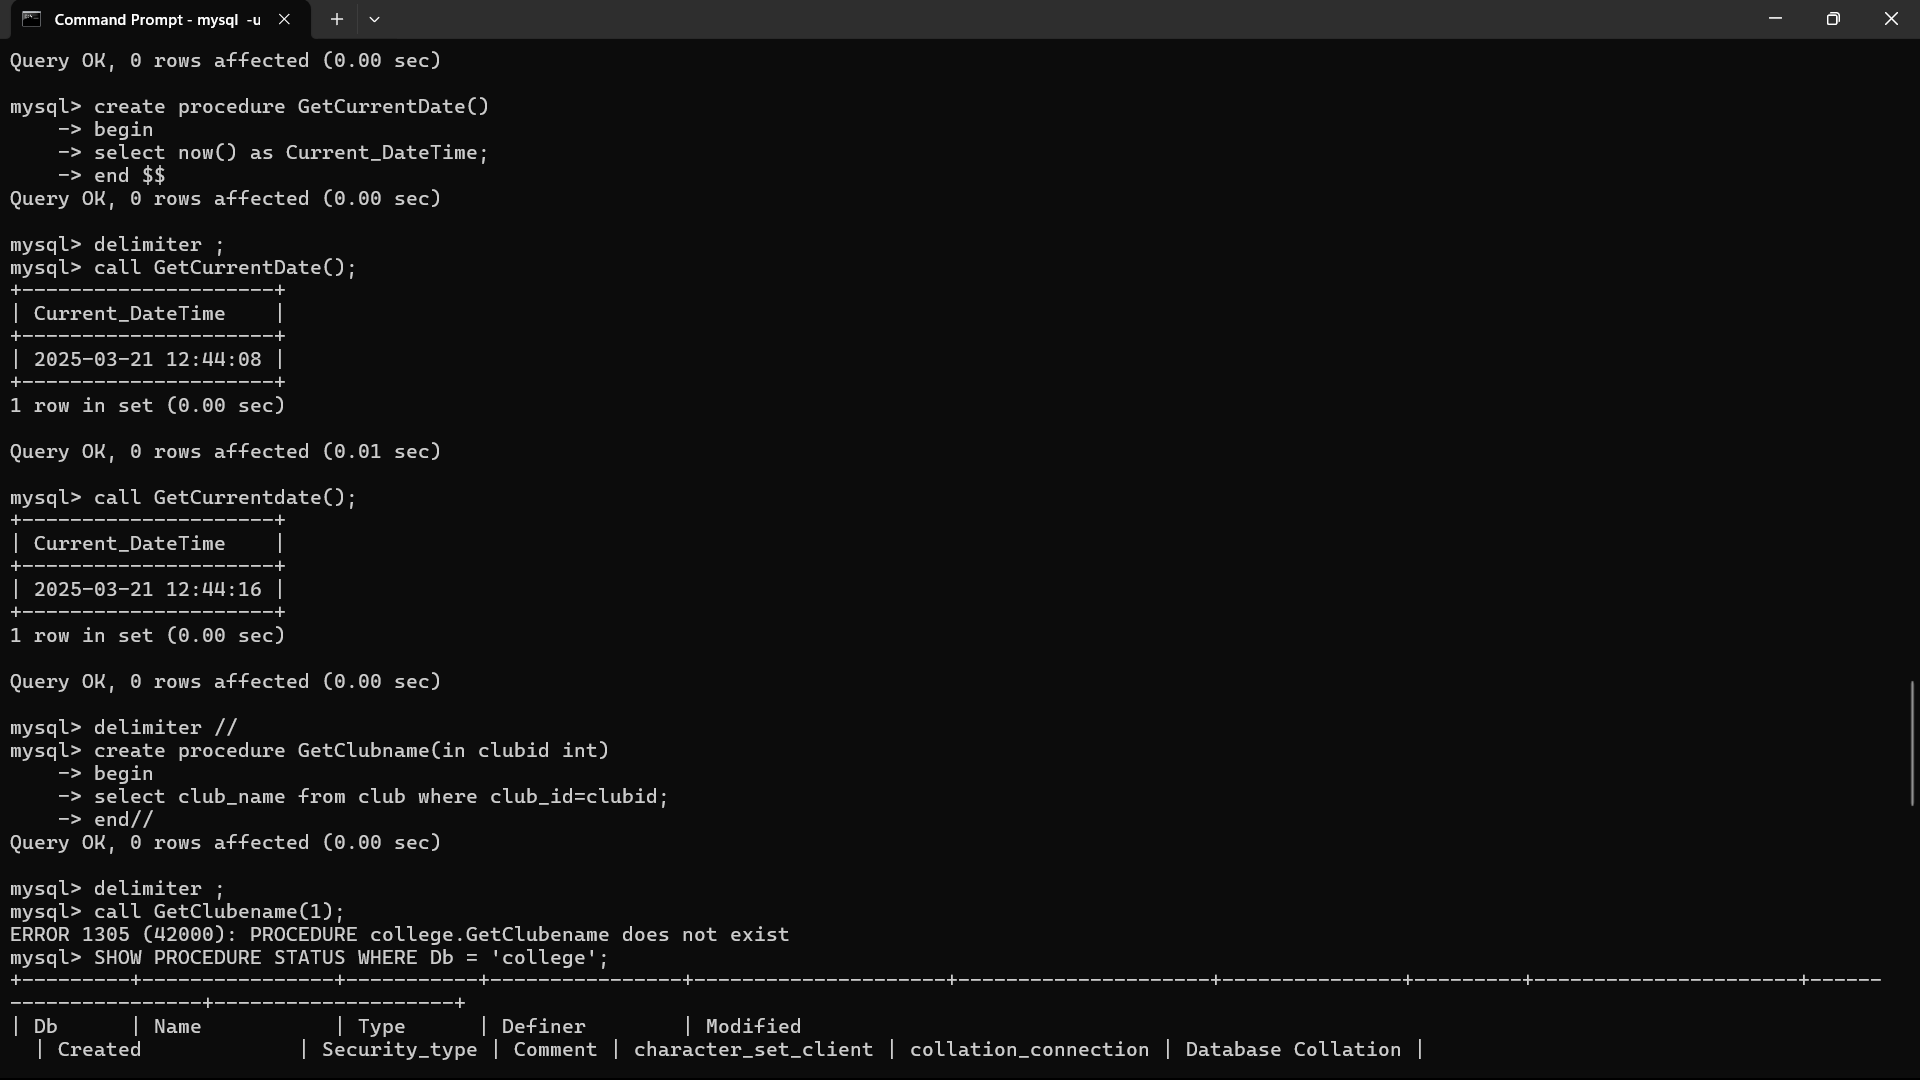 Command Prompt - mysql  -u
Query OK, 0 rows affected (0.00 sec)
mysql> create procedure GetCurrentDate()
    -> begin
    -> select now() as Current_DateTime;
    -> end $$
Query OK, 0 rows affected (0.00 sec)
mysql> delimiter ;
mysql> call GetCurrentDate();
+---------------------+
| Current_DateTime    |
+---------------------+
| 2025-03-21 12:44:08 |
+---------------------+
1 row in set (0.00 sec)
Query OK, 0 rows affected (0.01 sec)
mysql> call GetCurrentdate();
+---------------------+
| Current_DateTime    |
+---------------------+
| 2025-03-21 12:44:16 |
+---------------------+
1 row in set (0.00 sec)
Query OK, 0 rows affected (0.00 sec)
mysql> delimiter //
mysql> create procedure GetClubname(in clubid int)
    -> begin
    -> select club_name from club where club_id=clubid;
    -> end//
Query OK, 0 rows affected (0.00 sec)
mysql> delimiter ;
mysql> call GetClubename(1);
ERROR 1305 (42000): PROCEDURE college.GetClubename does not exist
mysql> SHOW PROCEDURE STATUS WHERE Db = 'college';
+---------+----------------+-----------+----------------+---------------------+---------------------+---------------+---------+----------------------+------
----------------+--------------------+
| Db      | Name           | Type      | Definer        | Modified
  | Created             | Security_type | Comment | character_set_client | collation_connection | Database Collation |